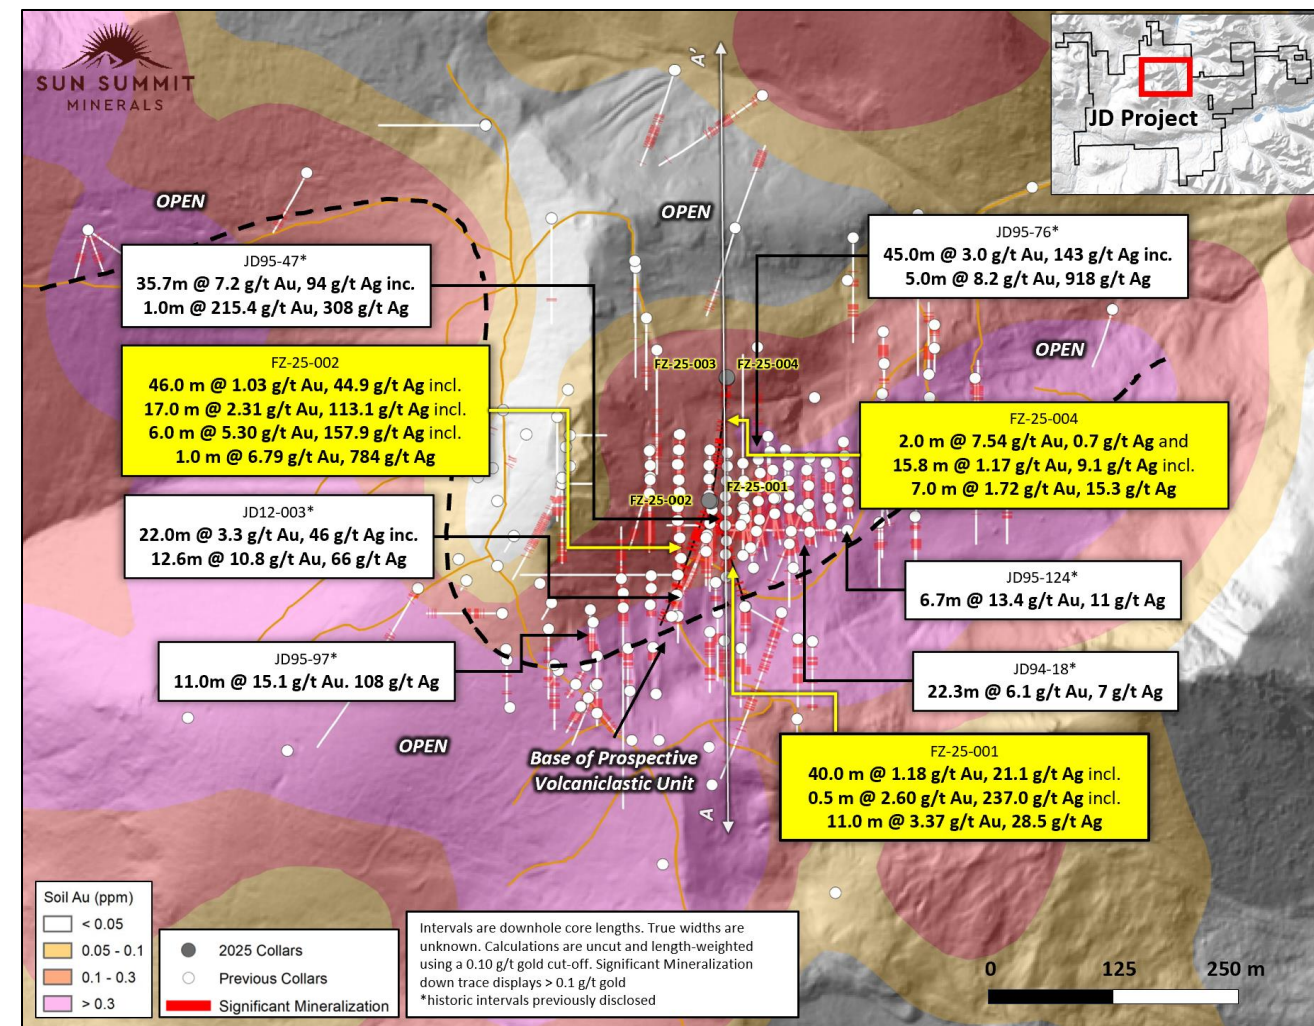 SUN SUMMIT
MINERALS
A'
JD Project
OPEN
OPEN
JD95-76*
45.0m @ 3.0 g/t Au, 143 g/t Ag inc.
5.0m @ 8.2 g/t Au, 918 g/t Ag
JD95-47*
35.7m @ 7.2 g/t Au, 94 g/t Ag inc.
1.0m @ 215.4 g/t Au, 308 g/t Ag
OPEN
FZ-25-003
FZ-25-004
FZ-25-002
46.0 m @ 1.03 g/t Au, 44.9 g/t Ag incl.
17.0 m @ 2.31 g/t Au, 113.1 g/t Ag incl.
6.0 m @ 5.30 g/t Au, 157.9 g/t Ag incl.
1.0 m @ 6.79 g/t Au, 784 g/t Ag
FZ-25-004
2.0 m @ 7.54 g/t Au, 0.7 g/t Ag and
15.8 m @ 1.17 g/t Au, 9.1 g/t Ag incl.
7.0 m @ 1.72 g/t Au, 15.3 g/t Ag
FZ-25-001
FZ-25-002
JD12-003*
22.0m @ 3.3 g/t Au, 46 g/t Ag inc.
12.6m @ 10.8 g/t Au, 66 g/t Ag
JD95-124*
6.7m @ 13.4 g/t Au, 11 g/t Ag
JD95-97*
11.0m @ 15.1 g/t Au. 108 g/t Ag
JD94-18*
22.3m @ 6.1 g/t Au, 7 g/t Ag
OPEN
Base of Prospective
Volcaniclastic Unit
A
FZ-25-001
40.0 m @ 1.18 g/t Au, 21.1 g/t Ag incl.
0.5 m @ 2.60 g/t Au, 237.0 g/t Ag incl.
11.0 m @ 3.37 g/t Au, 28.5 g/t Ag
Soil Au (ppm)
< 0.05
0.05 - 0.1
0.1 - 0.3
> 0.3
2025 Collars
Previous Collars
Significant Mineralization
Intervals are downhole core lengths. True widths are
unknown. Calculations are uncut and length-weighted
using a 0.10 g/t gold cut-off. Significant Mineralization
down trace displays > 0.1 g/t gold
*historic intervals previously disclosed
0 125 250 m